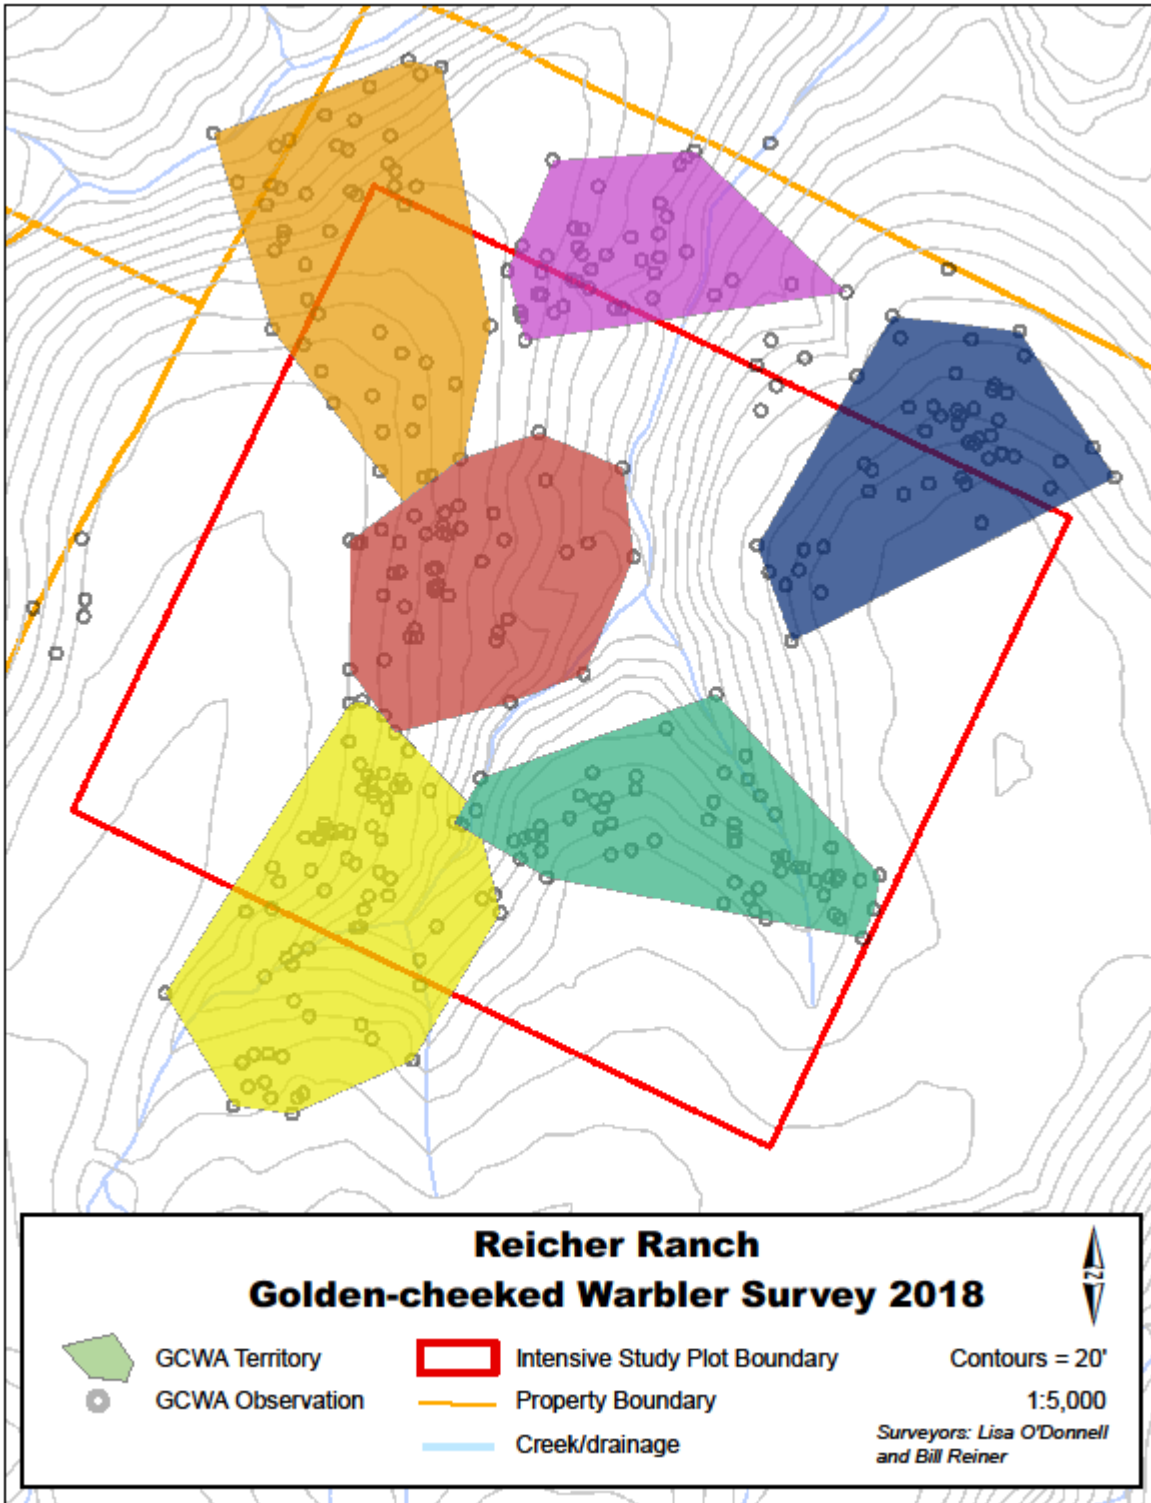 Reicher Ranch
Golden-cheeked Warbler Survey 2018
N
GCWA Territory
Intensive Study Plot Boundary
Contours = 20'
GCWA Observation
Property Boundary
1:5,000
Creek/drainage
Surveyors: Lisa O'Donnell
and Bill Reiner